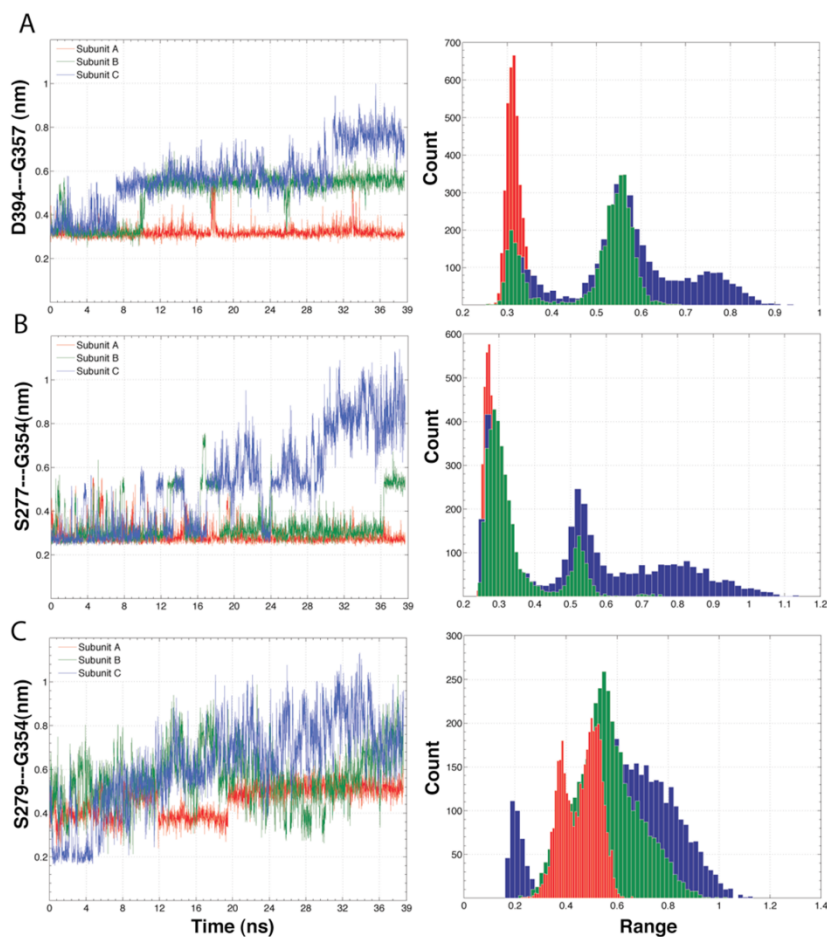 A
Subunit A
Subunit B
Subunit C
D394---G357 (nm)
1
0.8
0.6
0.4
0.2
0 4 8 12 16 20 24 28 32 36 39
Count
700
600
500
400
300
200
100
0.2 0.3 0.4 0.5 0.6 0.7 0.8 0.9 1
B
Subunit A
Subunit B
Subunit C
S277---G354(nm)
1
0.8
0.6
0.4
0.2
0 4 8 12 16 20 24 28 32 36 39
Count
600
500
400
300
200
100
0.2 0.3 0.4 0.5 0.6 0.7 0.8 0.9 1 1.1 1.2
C
Subunit A
Subunit B
Subunit C
S279---G354(nm)
1
0.8
0.6
0.4
0.2
0 4 8 12 16 20 24 28 32 36 39
Time (ns)
Count
300
250
200
150
100
50
0 0.2 0.4 0.6 0.8 1 1.2 1.4
Range